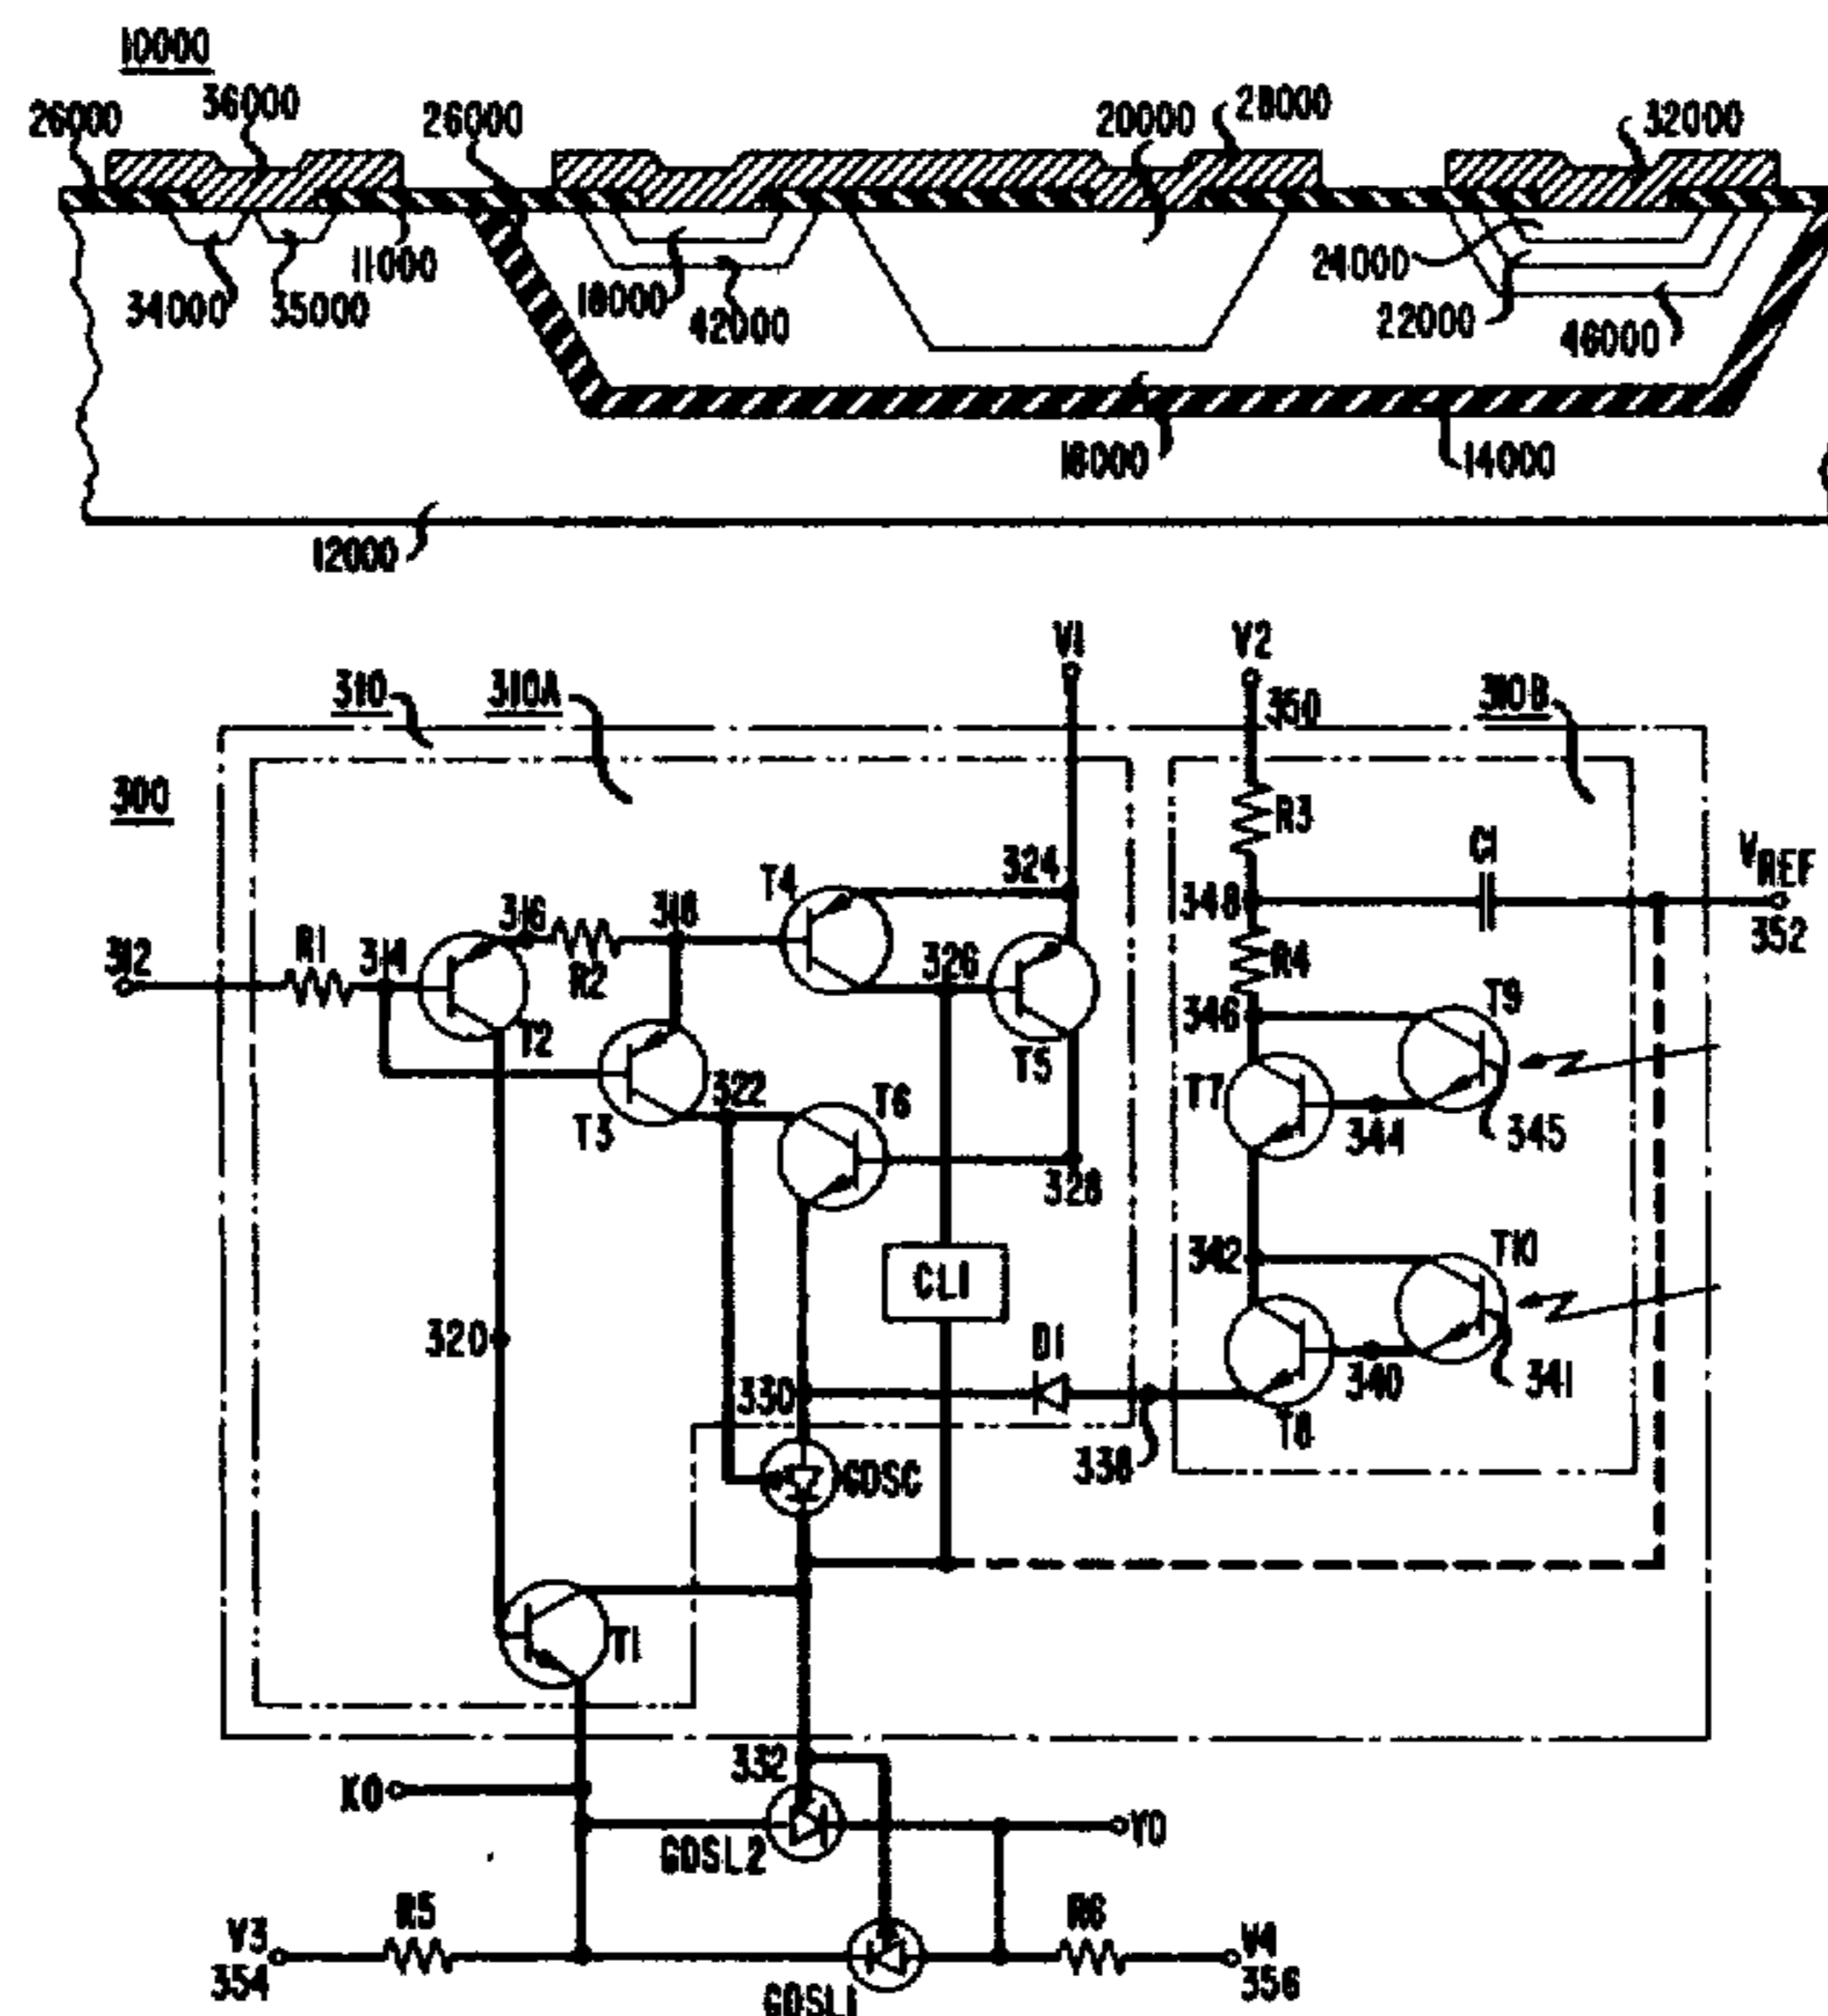 10000
26000 36000 26000 20000 28000 32000
34000 35000 11000 18000 42000 24000 22000 46000
16000 14000
12000
V1 V2
310 310A 350 310B
300
R3
T4 324 C1 VREF
316 318 348 352
312 R1 314 R2 326 R4
T2 T5 346 T9
322 T6 T7
T3 344 345
328
342 T10
CL1
320 D1
330 340 341
338 T8
GDSC
T1
332
X0
GDSL2 Y0
R5 R6
V3 V4
354 356
GDSL1